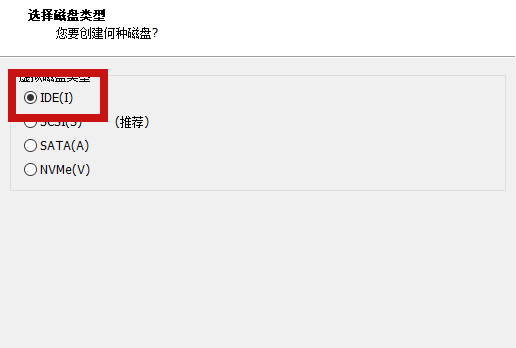 选择磁盘类型
您要创建何种磁盘?
虚拟磁盘类型
IDE(I)
SCSI(S) （推荐）
SATA(A)
NVMe(V)